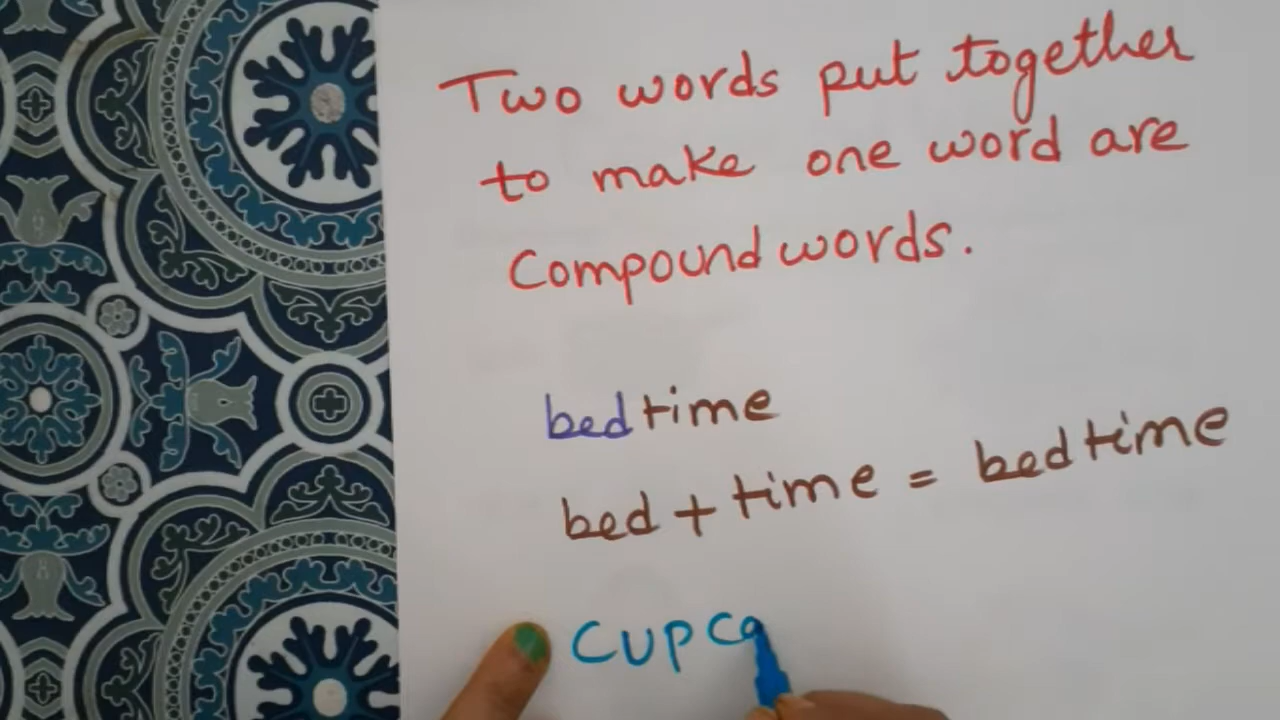 Two words put together
to make one word are
Compound words.
bedtime
bed + time = bedtime
cupca